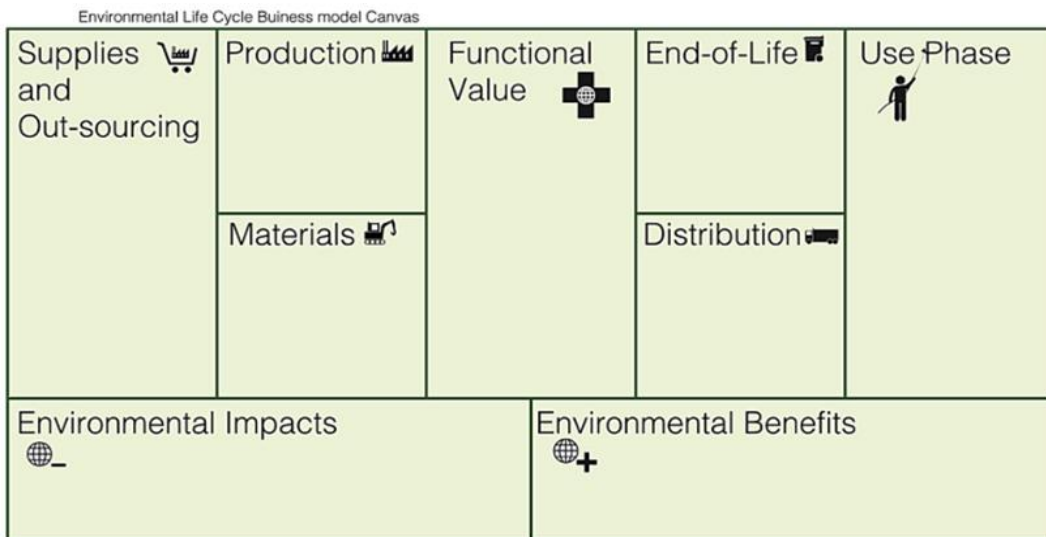 Environmental Life Cycle Buiness model Canvas
Supplies
and
Out-sourcing
Production
Materials
Functional
Value
End-of-Life
Distribution
Use Phase
Environmental Impacts
Environmental Benefits